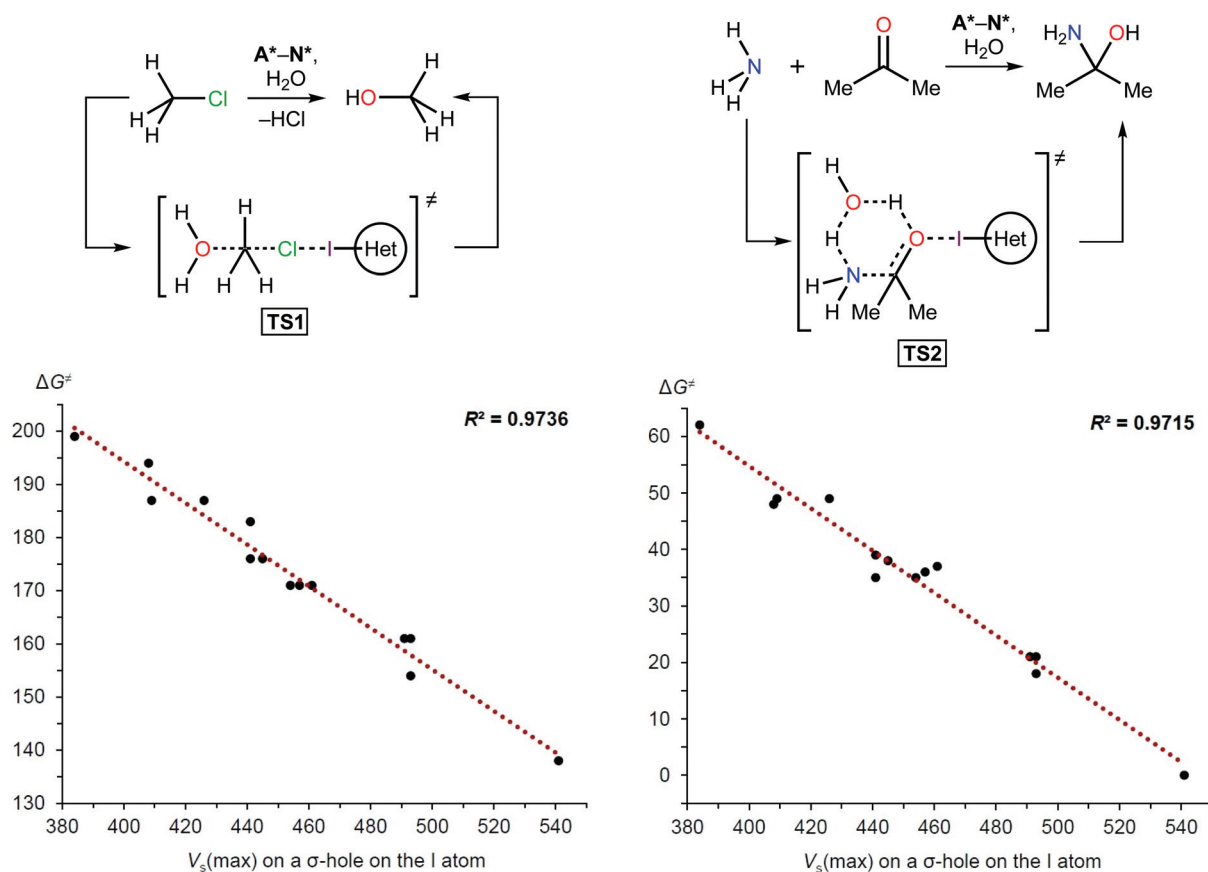 H
H
H
Cl
A*–N*,
H₂O
–HCl
HO
H
H
H
H
O
H
H
H
H
Cl
I
Het
≠
TS1
H
H
N
H
+
O
Me
Me
A*–N*,
H₂O
H₂N
OH
Me
Me
H
O
H
H
O
I
Het
H
N
H
Me
Me
≠
TS2
ΔG≠
R² = 0.9736
200
190
180
170
160
150
140
130
380 400 420 440 460 480 500 520 540
Vₛ(max) on a σ-hole on the I atom
ΔG≠
R² = 0.9715
60
50
40
30
20
10
0
380 400 420 440 460 480 500 520 540
Vₛ(max) on a σ-hole on the I atom